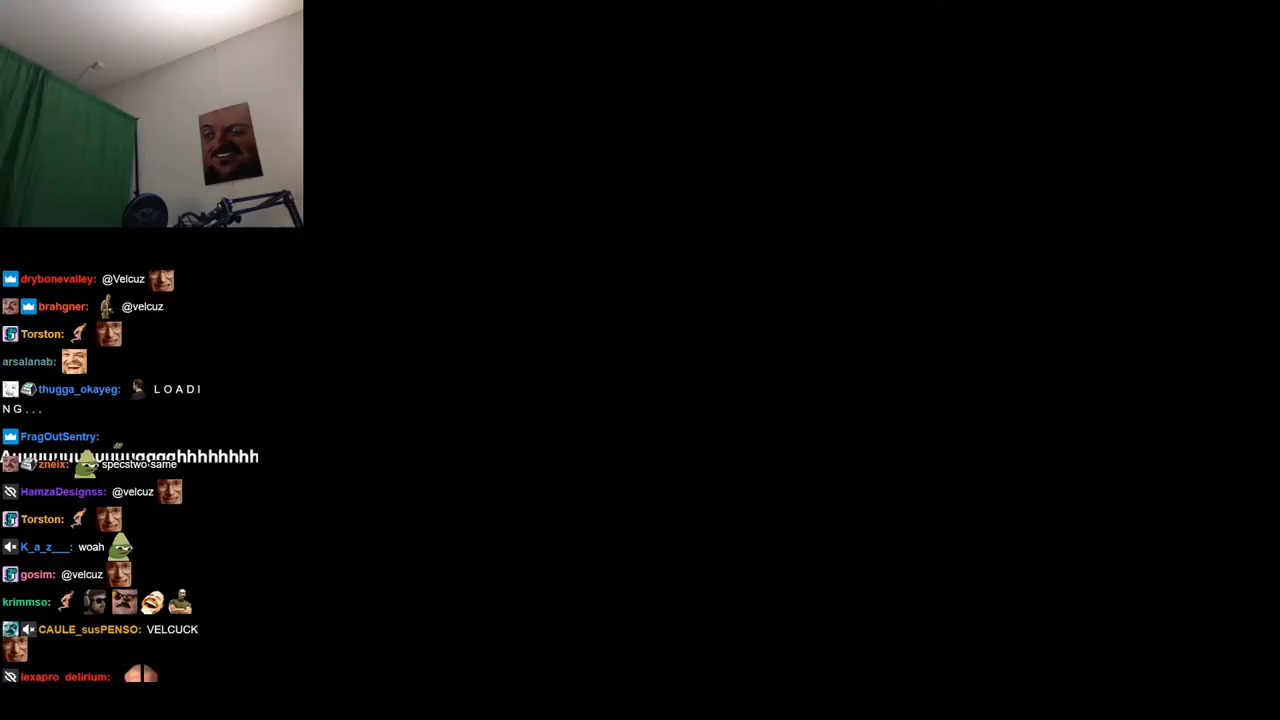 drybonevalley: @Velcuz
brahgner: @velcuz
Torston:
arsalanab:
thugga_okayeg: L O A D I
N G . . .
FragOutSentry:
zneix: specstwo same
HamzaDesignss: @velcuz
Torston:
K_a_z___: woah
gosim: @velcuz
krimmso:
CAULE_susPENSO: VELCUCK
lexapro_delirium: